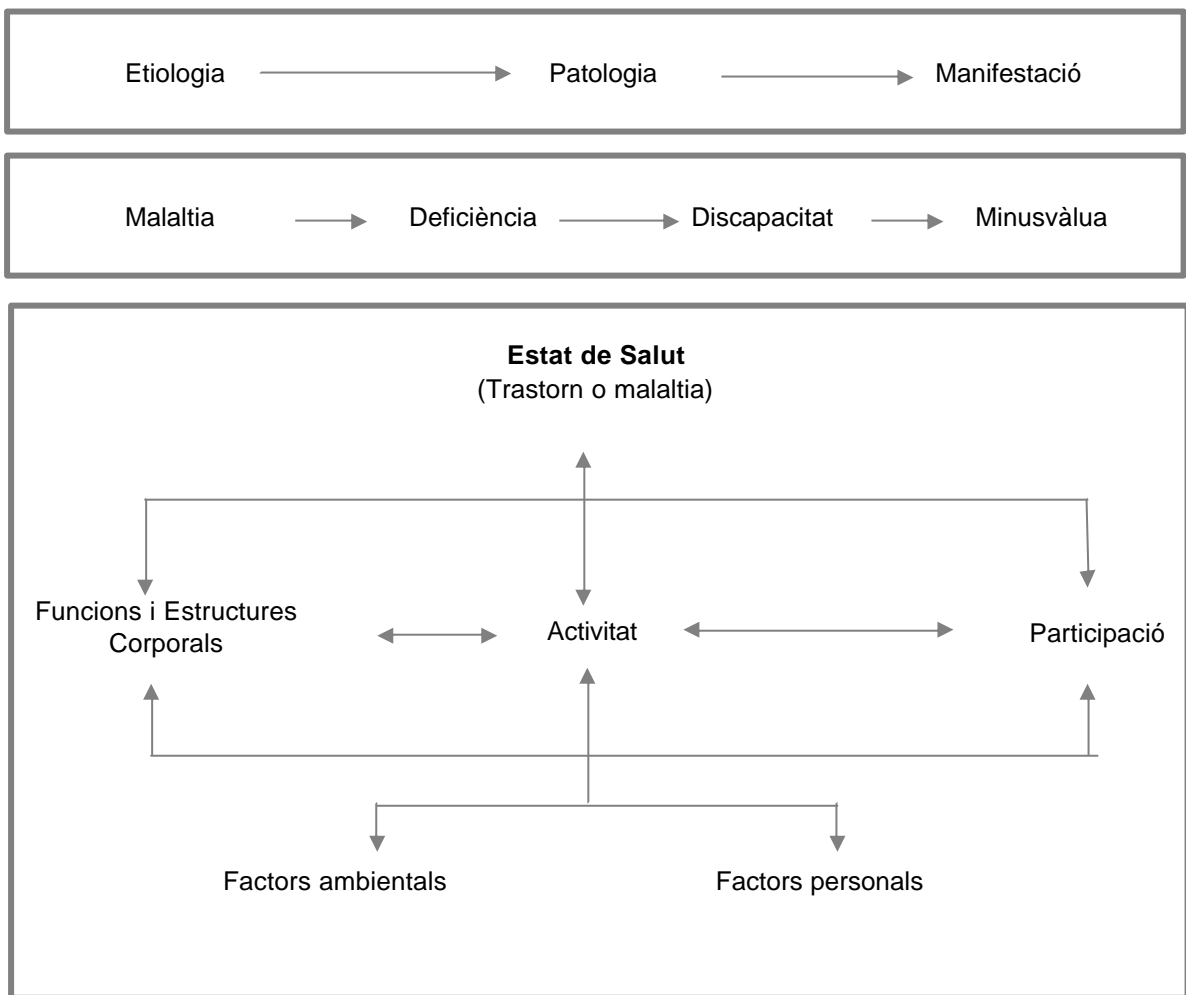 Etiologia Patologia Manifestació
Malaltia Deficiència Discapacitat Minusvàlua
Estat de Salut
(Trastorn o malaltia)
Funcions i Estructures
Corporals
Activitat
Participació
Factors ambientals
Factors personals